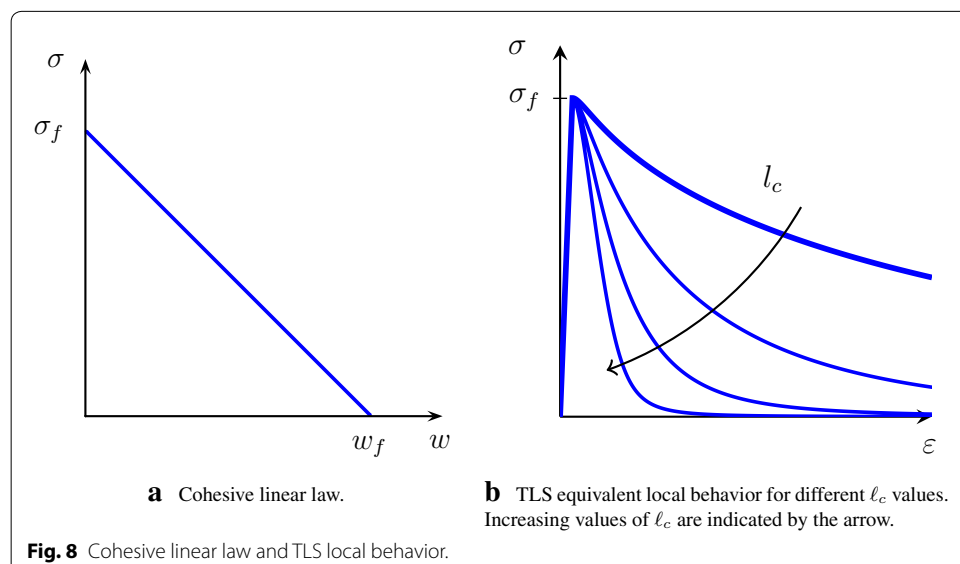 σ
σ_f
w_f
w
a Cohesive linear law.
σ
σ_f
l_c
ε
b TLS equivalent local behavior for different ℓ_c values.
Increasing values of ℓ_c are indicated by the arrow.
Fig. 8 Cohesive linear law and TLS local behavior.